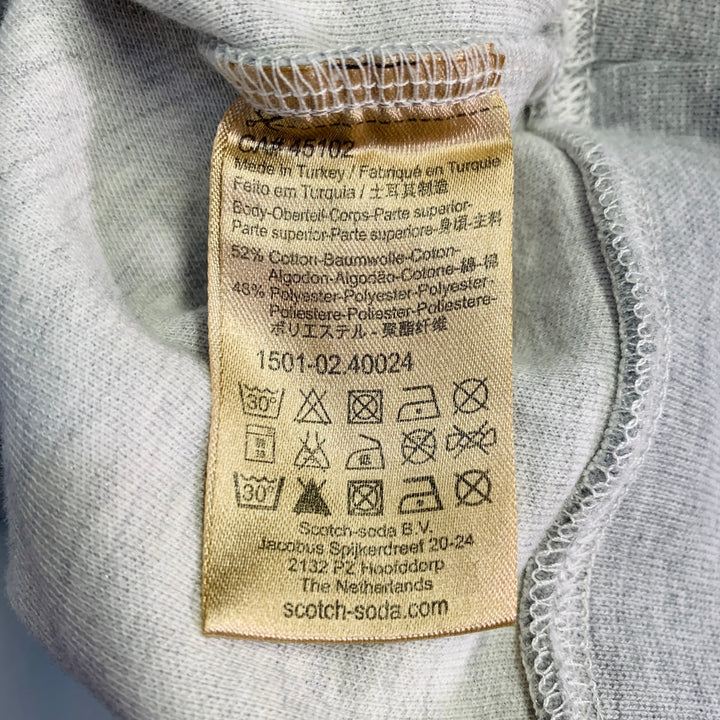 CA# 45102
Made in Turkey / Fabriqué en Turquie
Feito em Turquia / 土耳其制造
Body-Oberteil-Corps-Parte superior-
Parte superior-Parte superiore-身頃-主料
52% Cotton-Baumwolle-Coton-
Algodon-Algodão-Cotone-綿-棉
48% Polyester-Polyester-Polyester-
Poliestere-Poliester-Poliestere-
ポリエステル - 聚酯纤维
1501-02.40024
30°
低
30°
Scotch-soda B.V.
Jacobus Spijkerdreef 20-24
2132 PZ Hoofddorp
The Netherlands
scotch-soda.com